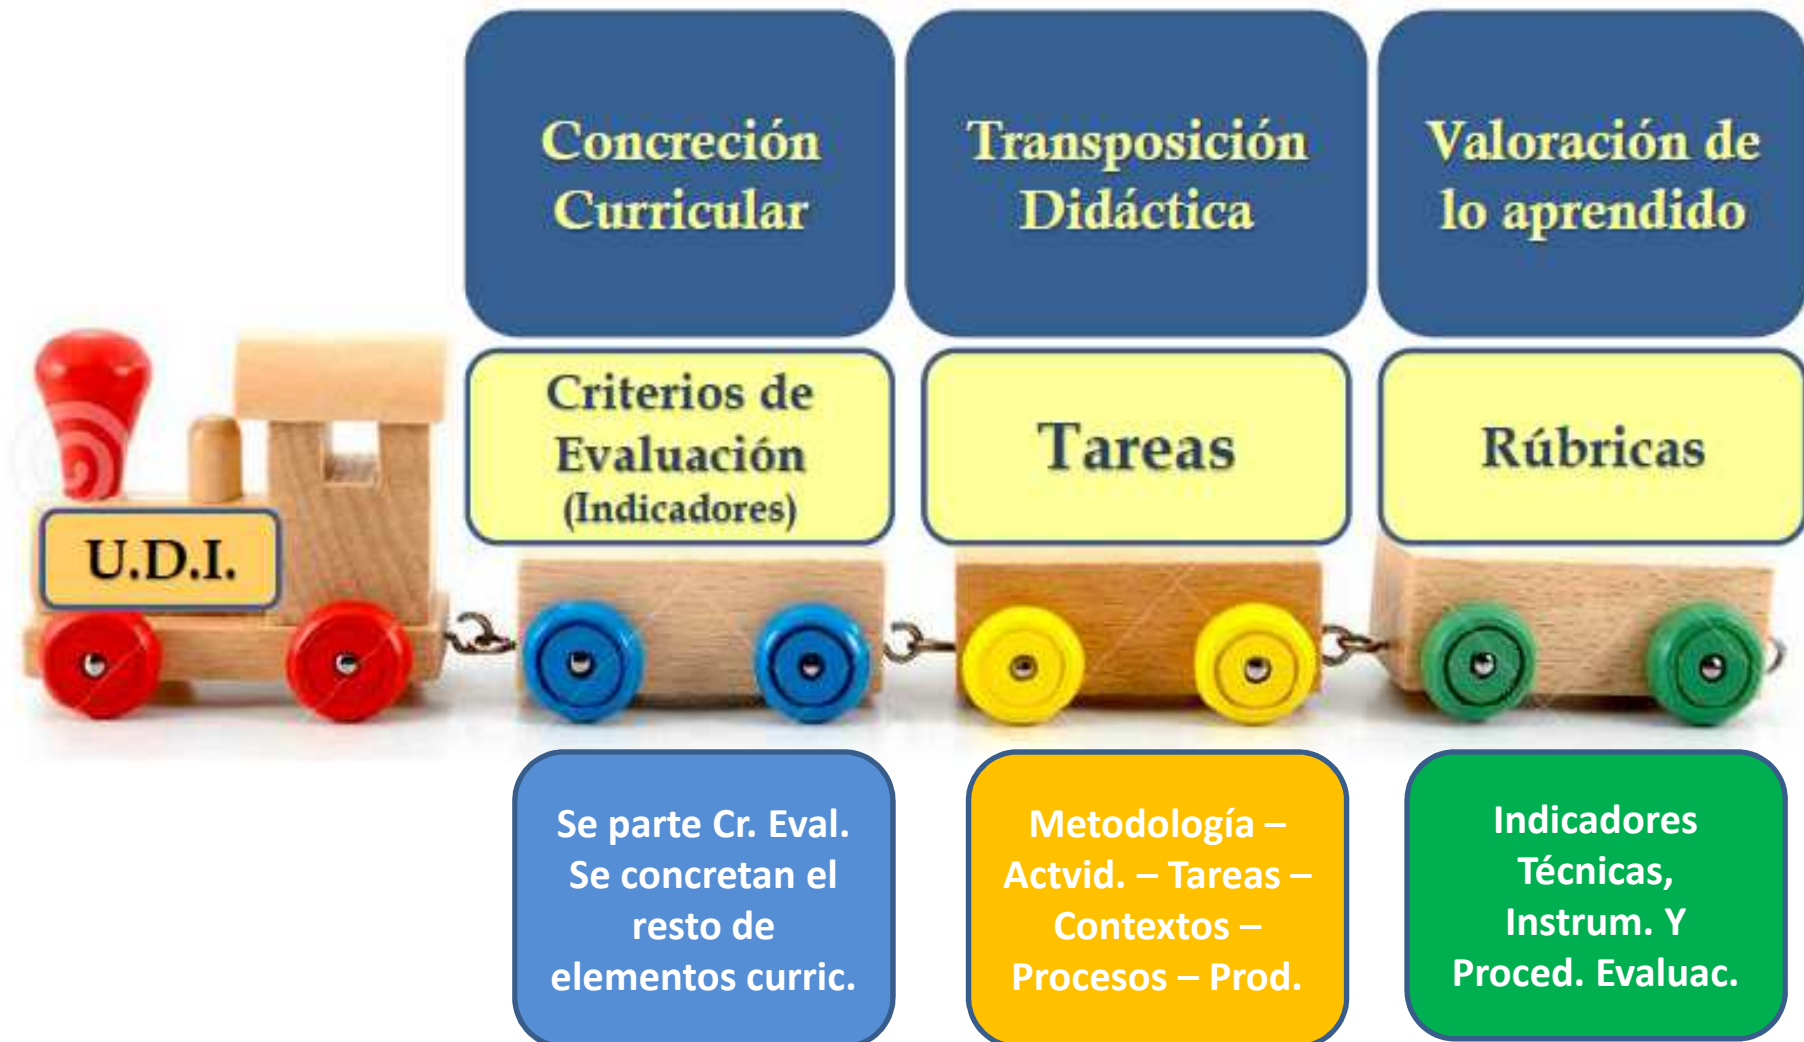 Concreción
Curricular
Transposición
Didáctica
Valoración de
lo aprendido
Criterios de
Evaluación
(Indicadores)
Tareas
Rúbricas
U.D.I.
Se parte Cr. Eval.
Se concretan el
resto de
elementos curric.
Metodología –
Actvid. – Tareas –
Contextos –
Procesos – Prod.
Indicadores
Técnicas,
Instrum. Y
Proced. Evaluac.